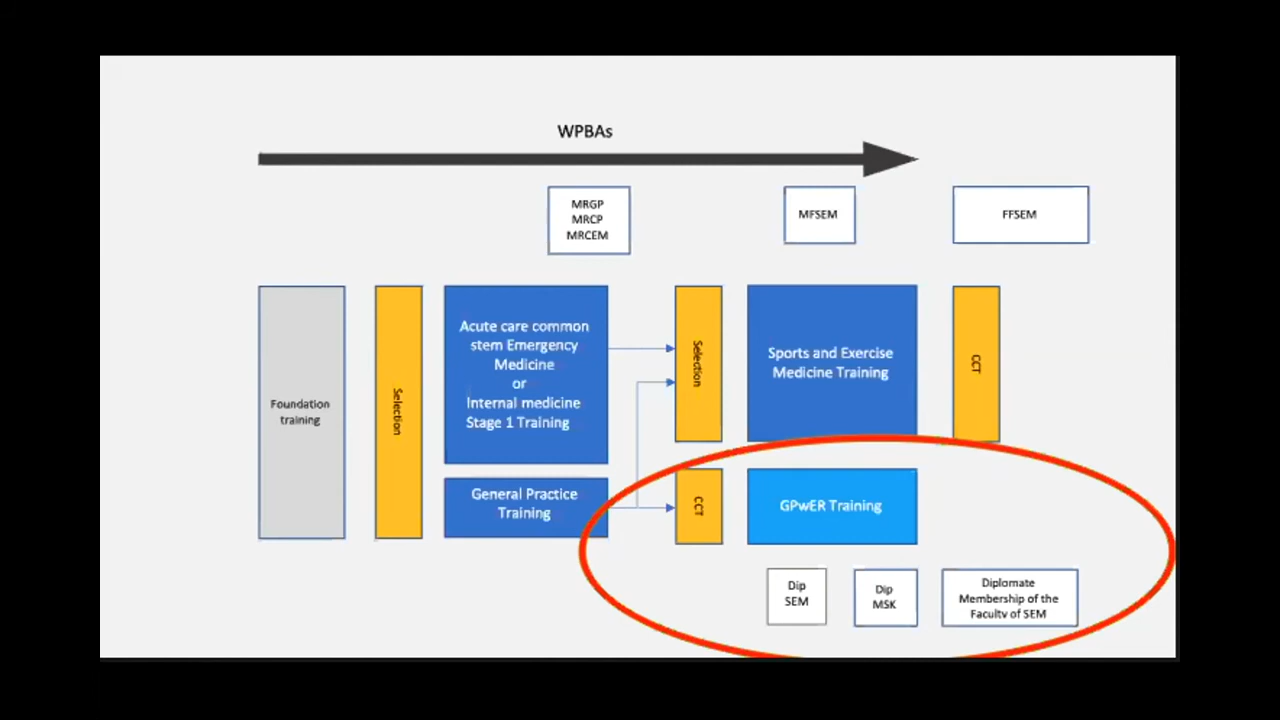 WPBAs
MRGP
MRCP
MRCEM
MFSEM
FFSEM
Foundation
training
Selection
Acute care common
stem Emergency
Medicine
or
Internal medicine
Stage 1 Training
General Practice
Training
Selection
Sports and Exercise
Medicine Training
CCT
CCT
GPwER Training
Dip
SEM
Dip
MSK
Diplomate
Membership of the
Faculty of SEM